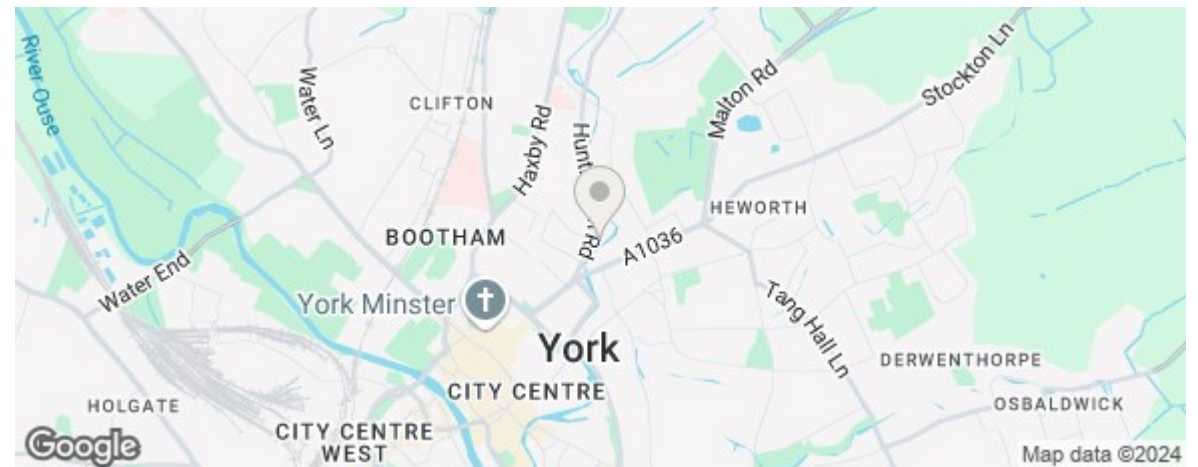 River Ouse
Water Ln
CLIFTON
Haxby Rd
Malton Rd
Stockton Ln
HEWORTH
BOOTHAM
Rd
A1036
Water End
York Minster
Tang Hall Ln
York
DERWENTHORPE
CITY CENTRE
HOLGATE
OSBALDWICK
CITY CENTRE
WEST
Google
Map data ©2024